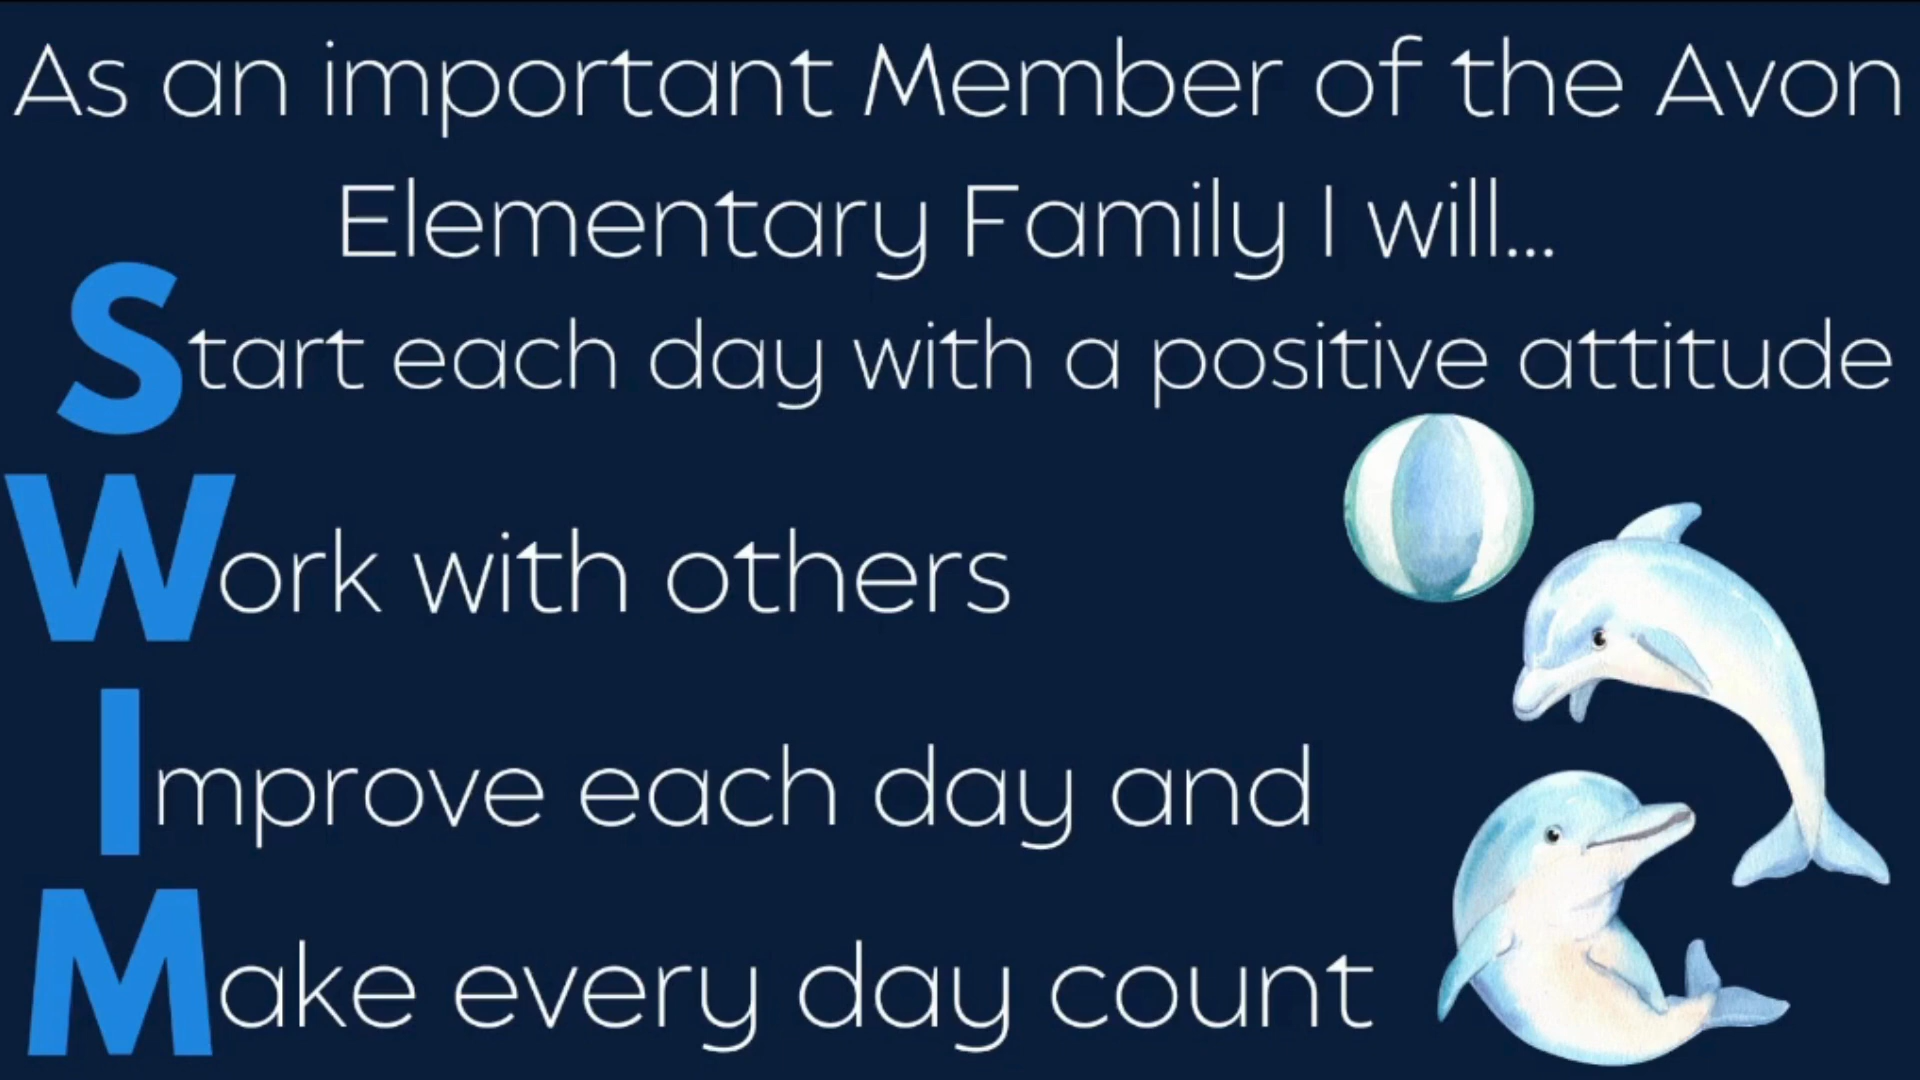 As an important Member of the Avon
Elementary Family I will...
Start each day with a positive attitude
Work with others
Improve each day and
Make every day count